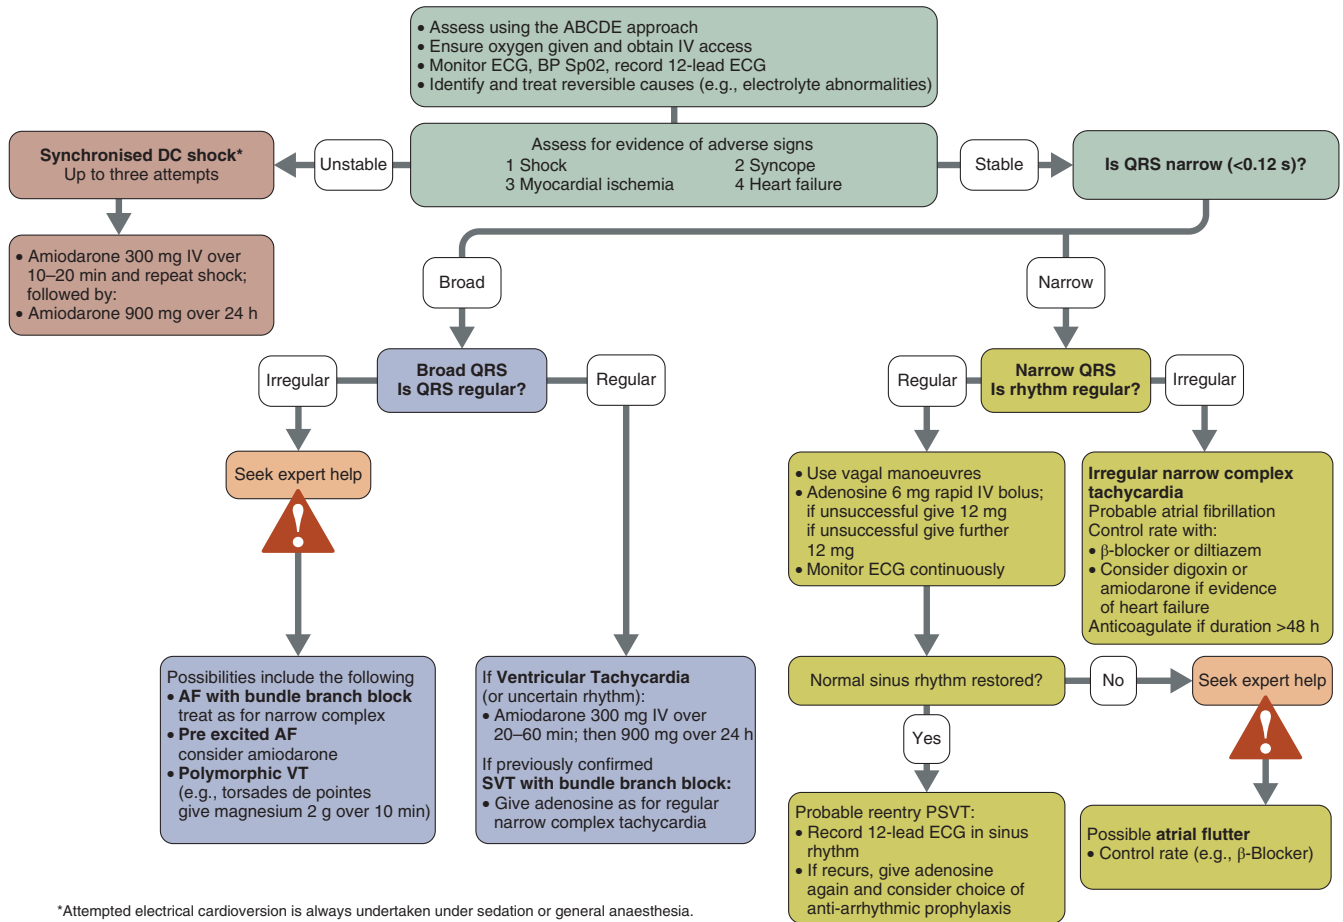 • Assess using the ABCDE approach
• Ensure oxygen given and obtain IV access
• Monitor ECG, BP Sp02, record 12-lead ECG
• Identify and treat reversible causes (e.g., electrolyte abnormalities)
Synchronised DC shock*
Up to three attempts
Unstable
Assess for evidence of adverse signs
1 Shock 2 Syncope
3 Myocardial ischemia 4 Heart failure
Stable
Is QRS narrow (<0.12 s)?
• Amiodarone 300 mg IV over
10–20 min and repeat shock;
followed by:
• Amiodarone 900 mg over 24 h
Broad
Narrow
Irregular
Broad QRS
Is QRS regular?
Regular
Regular
Narrow QRS
Is rhythm regular?
Irregular
Seek expert help
!
• Use vagal manoeuvres
• Adenosine 6 mg rapid IV bolus;
if unsuccessful give 12 mg
if unsuccessful give further
12 mg
• Monitor ECG continuously
Irregular narrow complex
tachycardia
Probable atrial fibrillation
Control rate with:
• β-blocker or diltiazem
• Consider digoxin or
amiodarone if evidence
of heart failure
Anticoagulate if duration >48 h
Possibilities include the following
• AF with bundle branch block
treat as for narrow complex
• Pre excited AF
consider amiodarone
• Polymorphic VT
(e.g., torsades de pointes
give magnesium 2 g over 10 min)
If Ventricular Tachycardia
(or uncertain rhythm):
• Amiodarone 300 mg IV over
20–60 min; then 900 mg over 24 h
If previously confirmed
SVT with bundle branch block:
• Give adenosine as for regular
narrow complex tachycardia
Normal sinus rhythm restored?
No
Seek expert help
!
Yes
Probable reentry PSVT:
• Record 12-lead ECG in sinus
rhythm
• If recurs, give adenosine
again and consider choice of
anti-arrhythmic prophylaxis
Possible atrial flutter
• Control rate (e.g., β-Blocker)
*Attempted electrical cardioversion is always undertaken under sedation or general anaesthesia.